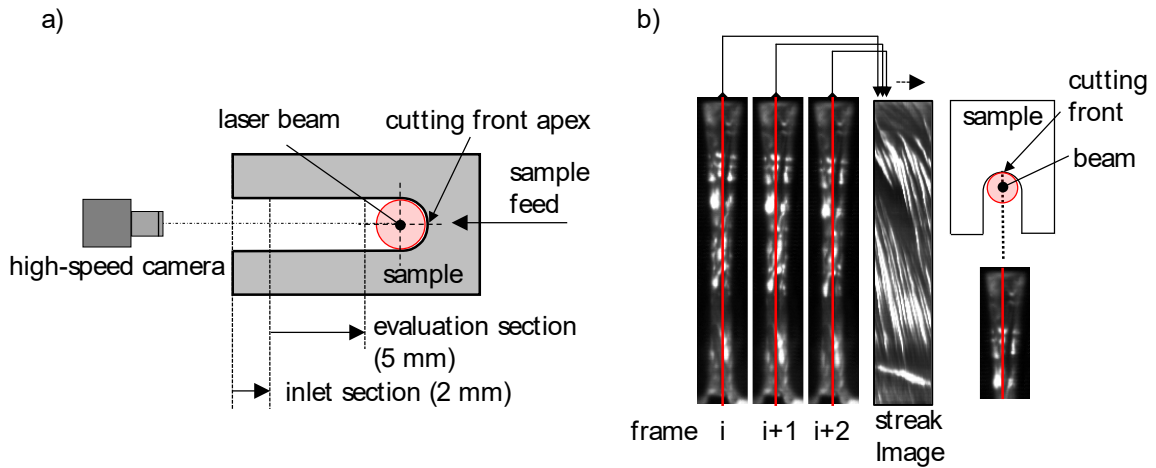 a)
laser beam
cutting front apex
sample
feed
high-speed camera
sample
evaluation section
(5 mm)
inlet section (2 mm)
b)
cutting
front
sample
beam
frame i i+1 i+2
streak
Image